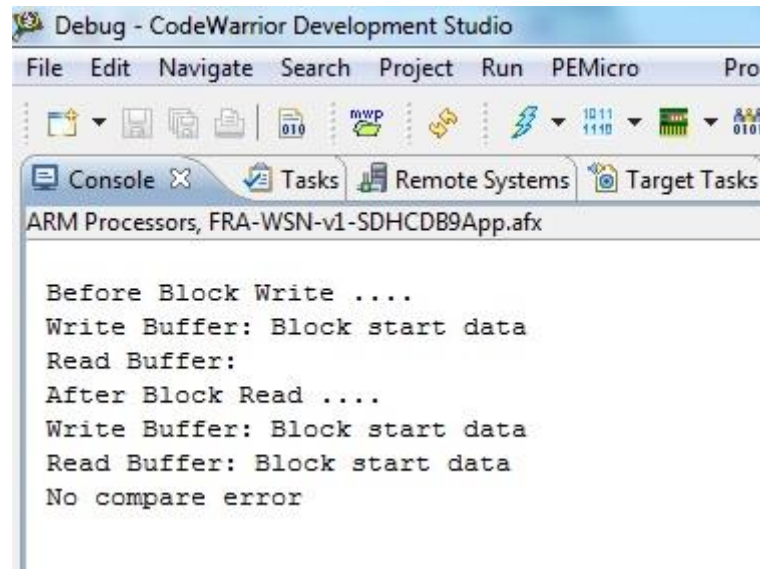 Debug - CodeWarrior Development Studio
File Edit Navigate Search Project Run PEMicro Pro
Console Tasks Remote Systems Target Tasks
ARM Processors, FRA-WSN-v1-SDHCDB9App.afx
Before Block Write ....
Write Buffer: Block start data
Read Buffer:
After Block Read ....
Write Buffer: Block start data
Read Buffer: Block start data
No compare error